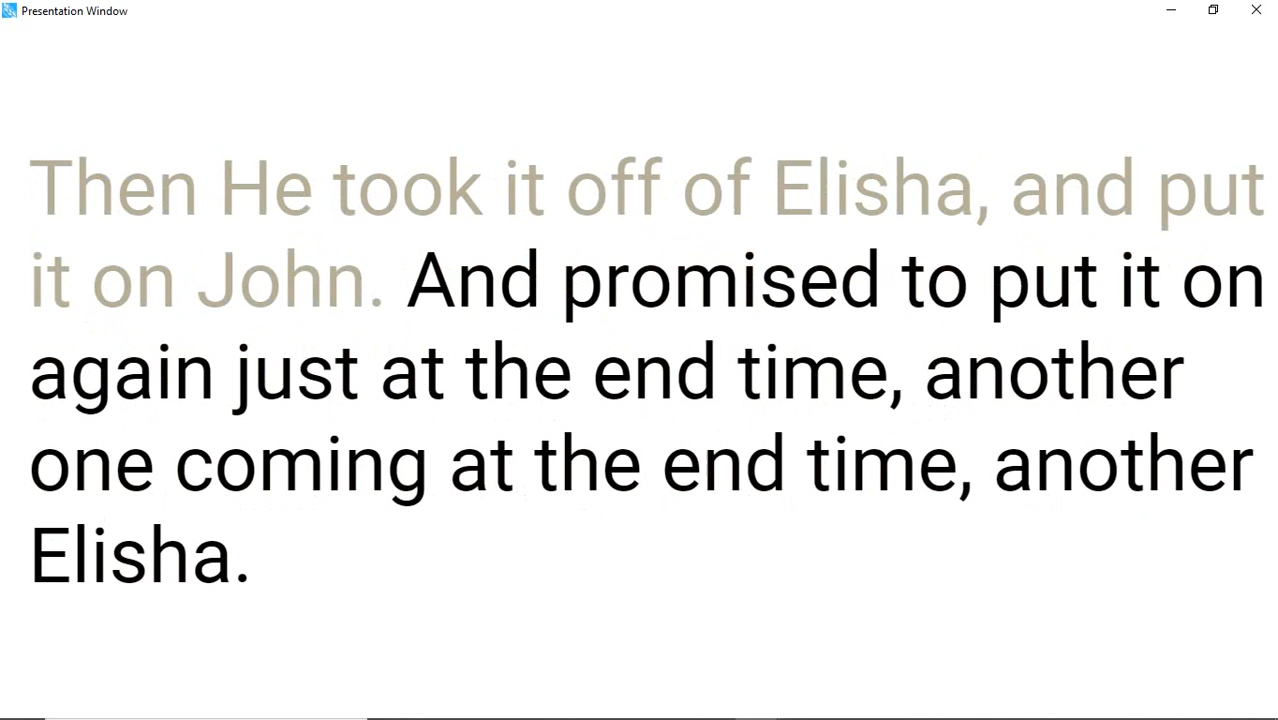 Presentation Window
Then He took it off of Elisha, and put
it on John. And promised to put it on
again just at the end time, another
one coming at the end time, another
Elisha.